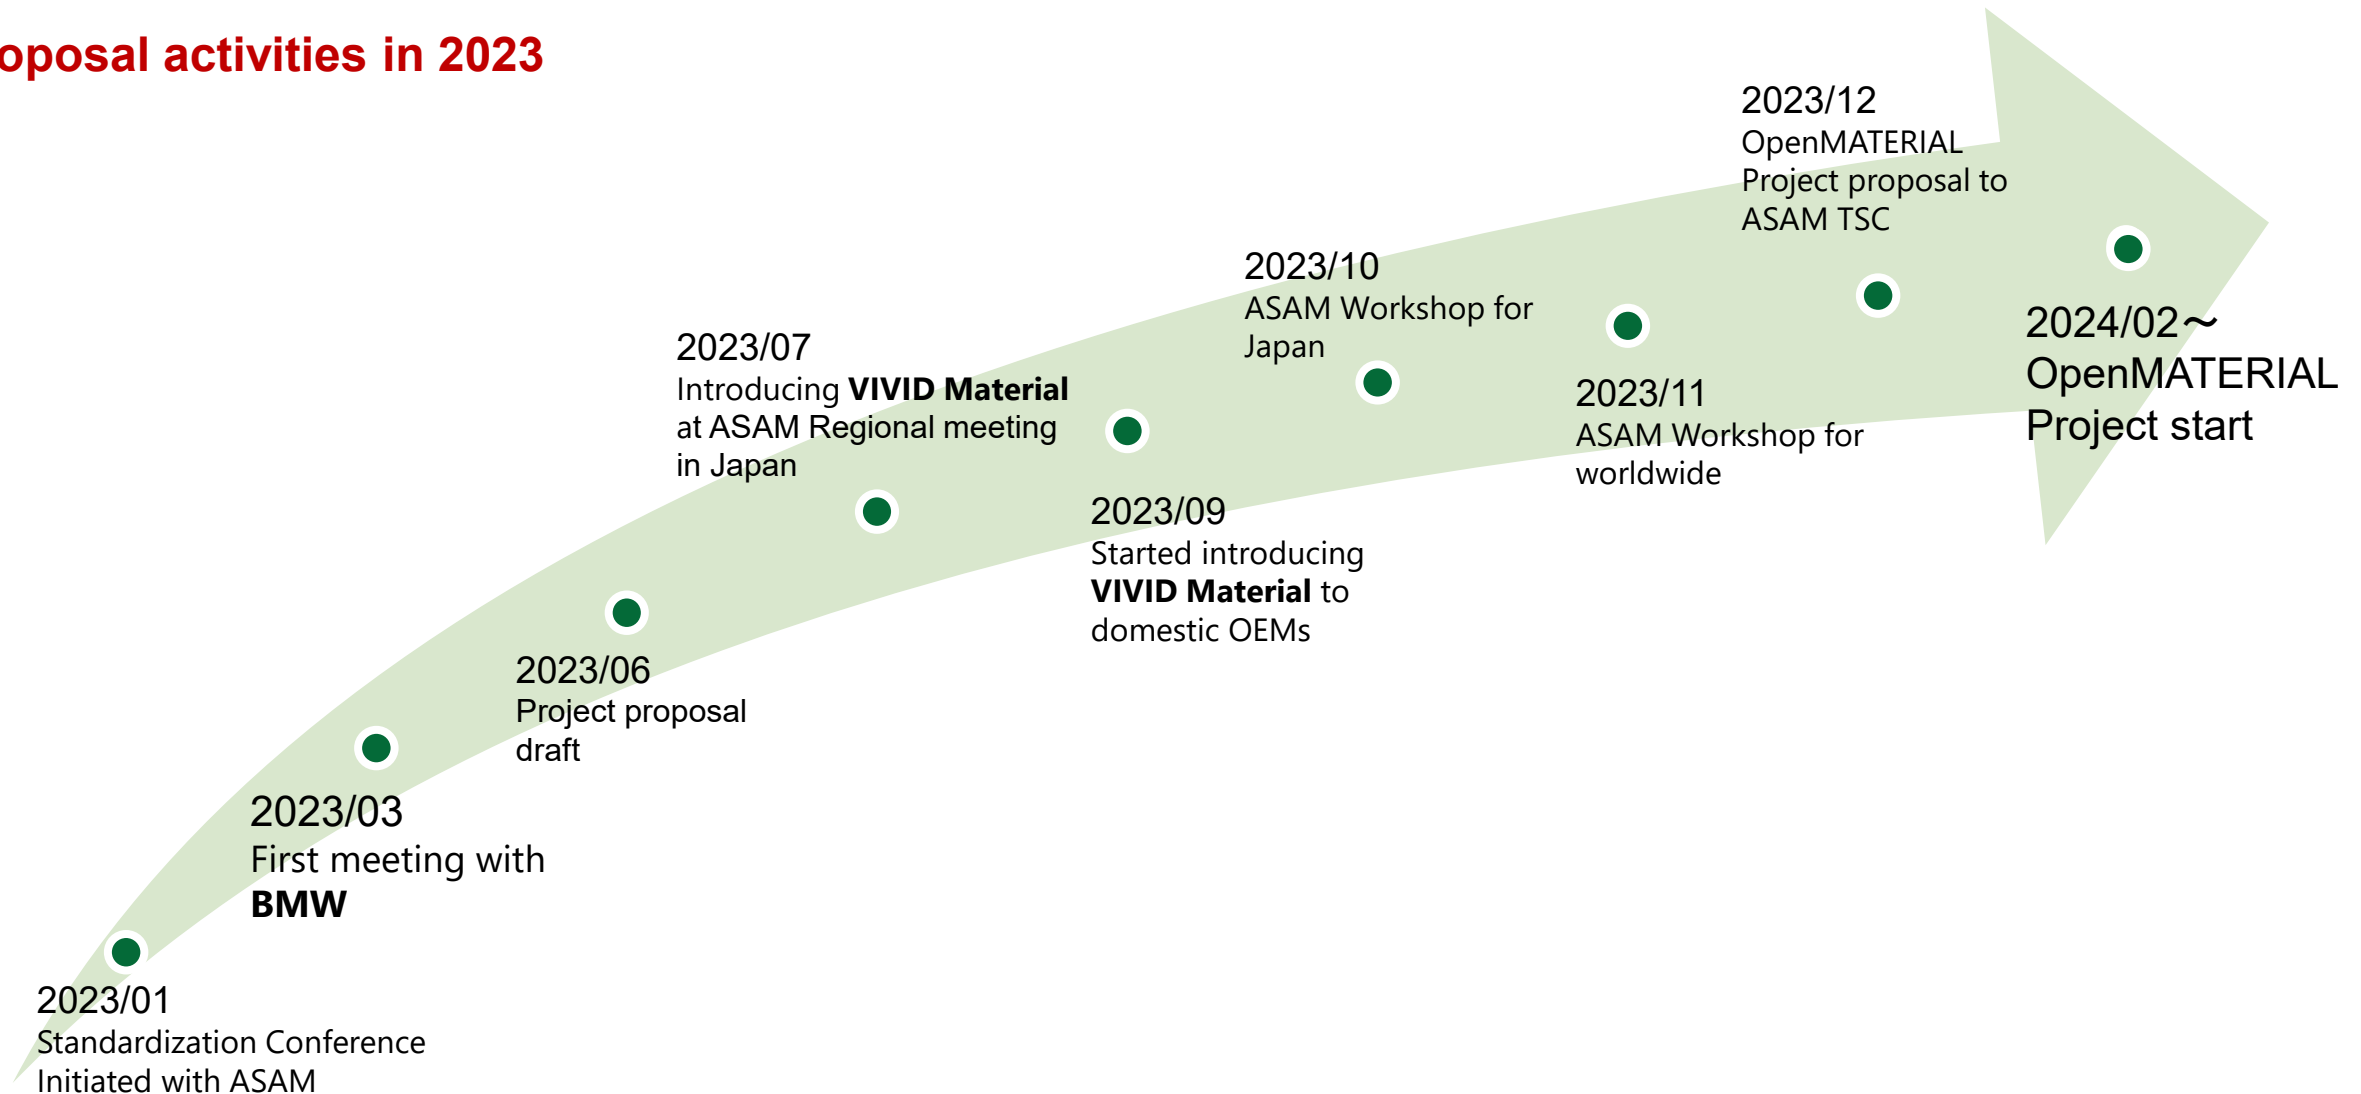 oposal activities in 2023
2023/12
OpenMATERIAL
Project proposal to
ASAM TSC
2023/10
ASAM Workshop for
Japan
2024/02～
OpenMATERIAL
Project start
2023/07
Introducing VIVID Material
at ASAM Regional meeting
in Japan
2023/11
ASAM Workshop for
worldwide
2023/09
Started introducing
VIVID Material to
domestic OEMs
2023/06
Project proposal
draft
2023/03
First meeting with
BMW
2023/01
Standardization Conference
Initiated with ASAM